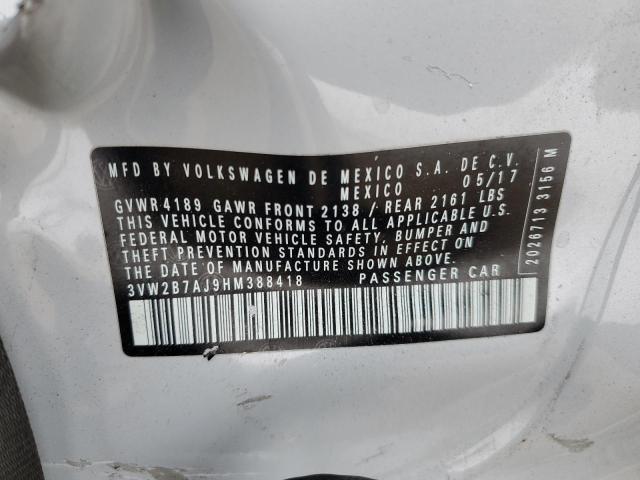 MFD BY VOLKSWAGEN DE MEXICO S.A. DE C.V.
MEXICO 05/17
GVWR 4189 GAWR FRONT 2138 / REAR 2161 LBS
THIS VEHICLE CONFORMS TO ALL APPLICABLE U.S.
FEDERAL MOTOR VEHICLE SAFETY, BUMPER AND
THEFT PREVENTION STANDARDS IN EFFECT ON
THE DATE OF MANUFACTURE SHOWN ABOVE.
3VW2B7AJ9HM388418 PASSENGER CAR
2028713 3156 M